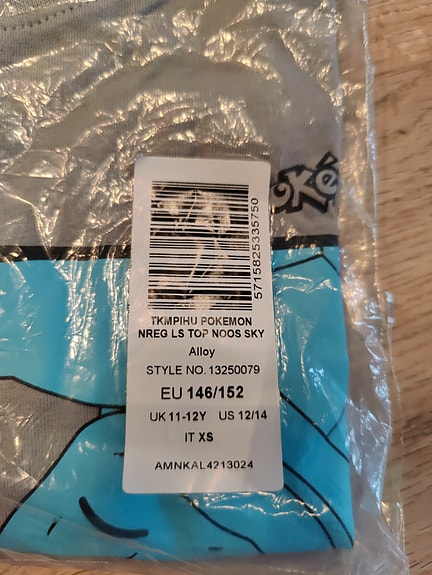 oké
5715825335750
TKMPIHU POKEMON
NREG LS TOP NOOS SKY
Alloy
STYLE NO. 13250079
EU 146/152
UK 11-12Y US 12/14
IT XS
AMNKAL4213024